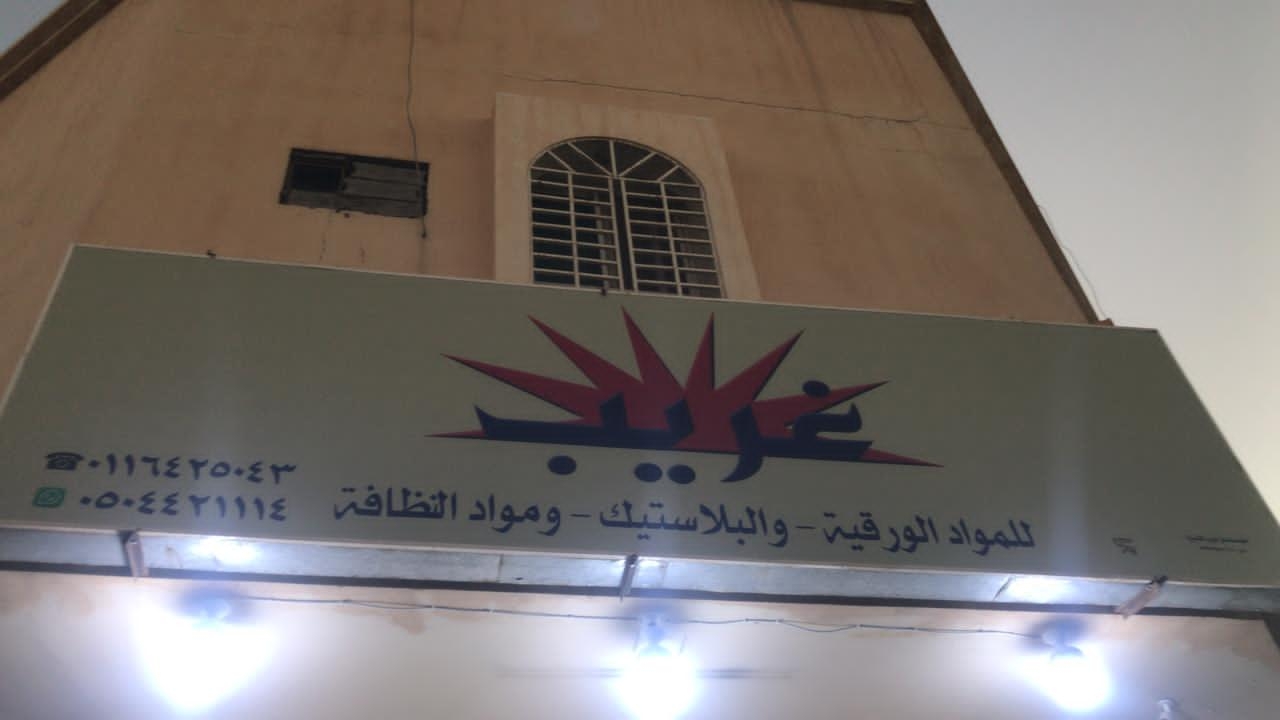 غريب
للمواد الورقية - والبلاستيك - ومواد النظافة
٠١١٦٤٢٥٠٤٣
٠٥٠٤٤٢١١١٤